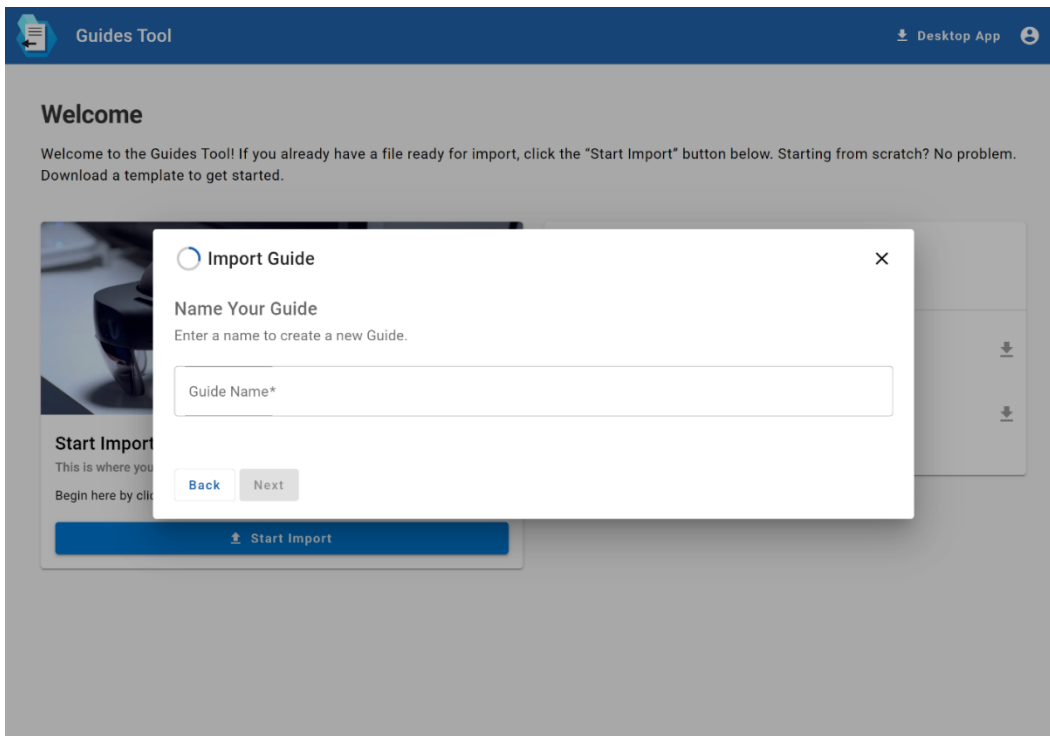 Guides Tool
Desktop App
Welcome
Welcome to the Guides Tool! If you already have a file ready for import, click the “Start Import” button below. Starting from scratch? No problem.
Download a template to get started.
Import Guide
Name Your Guide
Enter a name to create a new Guide.
Guide Name*
Back
Next
Start Import
This is where you
Begin here by
Start Import